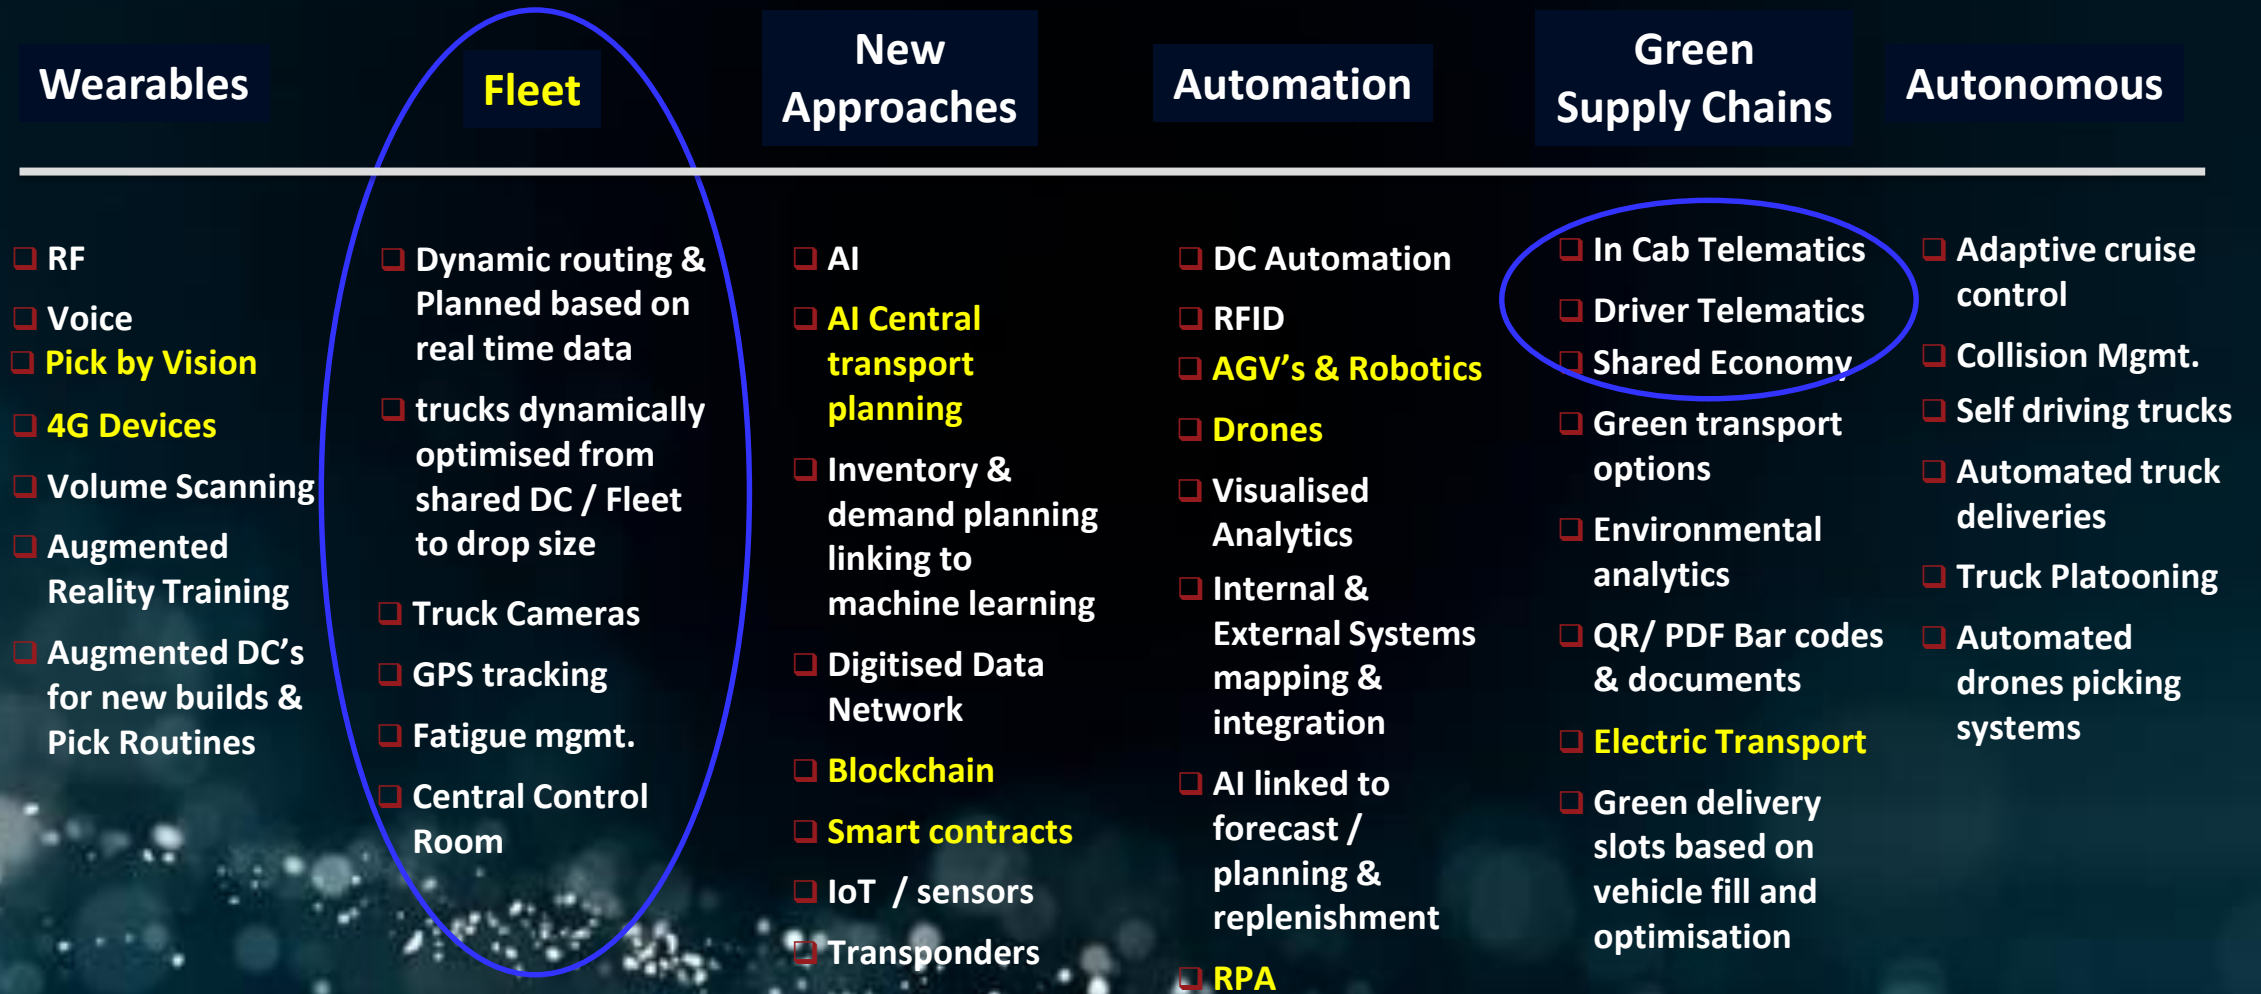 Wearables
RF
Voice
Pick by Vision
4G Devices
Volume Scanning
Augmented
Reality Training
Augmented DC's
for new builds &
Pick Routines
Fleet
Dynamic routing &
Planned based on
real time data
trucks dynamically
optimised from
shared DC / Fleet
to drop size
Truck Cameras
GPS tracking
Fatigue mgmt.
Central Control
Room
New
Approaches
AI
AI Central
transport
planning
Inventory &
demand planning
linking to
machine learning
Digitised Data
Network
Blockchain
Smart contracts
IoT / sensors
Transponders
Automation
DC Automation
RFID
AGV's & Robotics
Drones
Visualised
Analytics
Internal &
External Systems
mapping &
integration
AI linked to
forecast /
planning &
replenishment
RPA
Green
Supply Chains
In Cab Telematics
Driver Telematics
Shared Economy
Green transport
options
Environmental
analytics
QR/ PDF Bar codes
& documents
Electric Transport
Green delivery
slots based on
vehicle fill and
optimisation
Autonomous
Adaptive cruise
control
Collision Mgmt.
Self driving trucks
Automated truck
deliveries
Truck Platooning
Automated
drones picking
systems